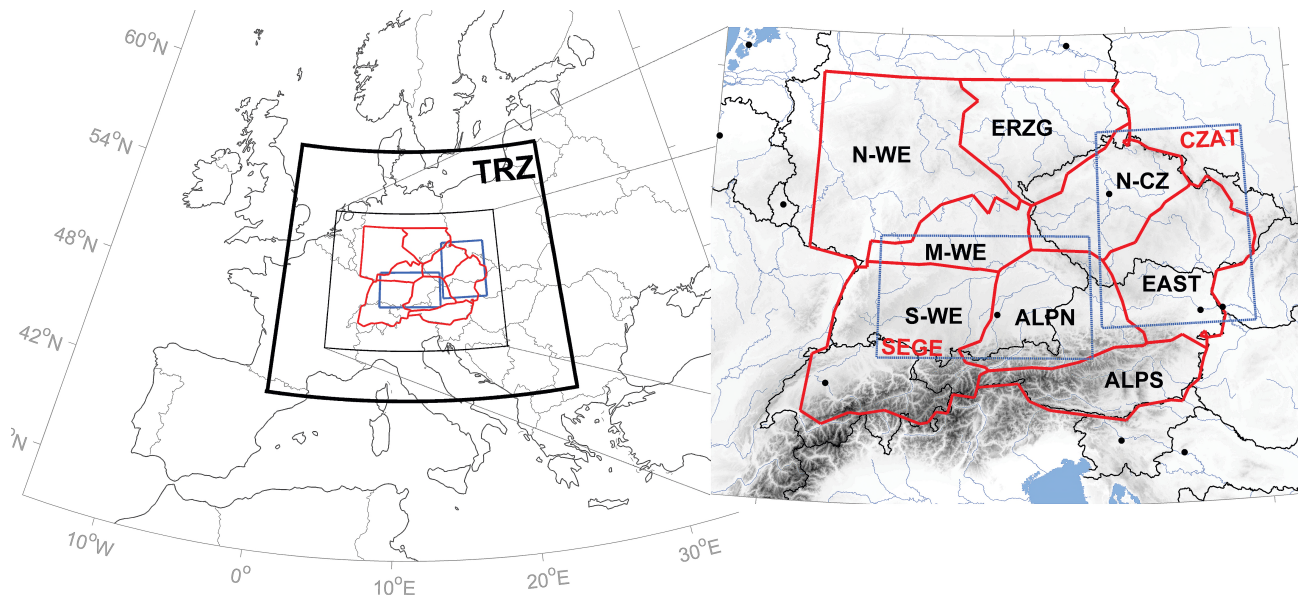 60°N
54°N
48°N
42°N
°N
10°W
0°
10°E
20°E
30°E
TRZ
ERZG
CZAT
N-WE
N-CZ
M-WE
EAST
S-WE
ALPN
SEGE
ALPS